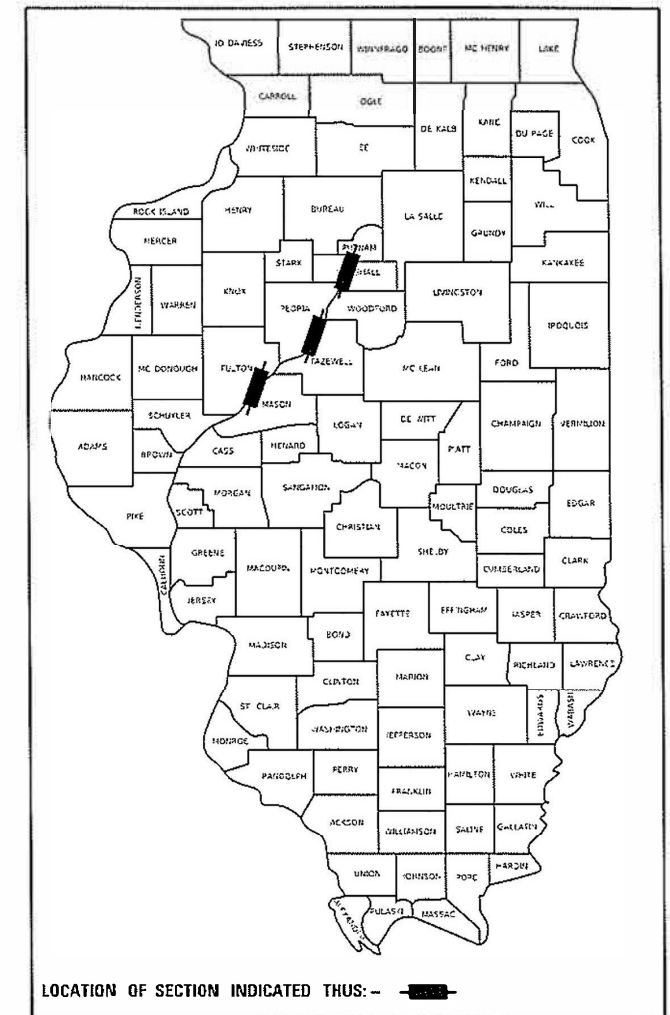 JO DAVIESS STEPHENSON WINNEBAGO BOONE MC HENRY LAKE
CARROLL OGLE DE KALB KANE DU PAGE COOK
WHITESIDE EE
KENDALL
ROCK ISLAND HENRY BUREAU LA SALLE GRUNDY WILL
MERCER
PUTNAM
STARK SHALL KANKAKEE
HENDERSON WARREN KNOX PEORIA WOODFORD LIVINGSTON IROQUOIS
HANCOCK MC DONOUGH FULTON TAZEWELL MC LEAN FORD
MASON
SCHUYLER LOGAN DE WITT CHAMPAIGN VERMILION
ADAMS BROWN CASS MENARD PIATT
MACON
PIKE SCOTT MORGAN SANGAMON MOULTRIE DOUGLAS EDGAR
CHRISTIAN COLES
GREENE SHELBY
CALHOUN MACOUPIN MONTGOMERY CUMBERLAND CLARK
JERSEY FAYETTE EFFINGHAM JASPER CRAWFORD
MADISON BOND
CLAY RICHLAND LAWRENCE
CLINTON MARION
ST CLAIR WAYNE EDWARDS WABASH
MONROE WASHINGTON JEFFERSON
RANDOLPH PERRY HAMILTON WHITE
FRANKLIN
JACKSON WILLIAMSON SALINE GALLATIN
UNION JOHNSON POPE HARDIN
ALEXANDER PULASKI MASSAC
LOCATION OF SECTION INDICATED THUS: -